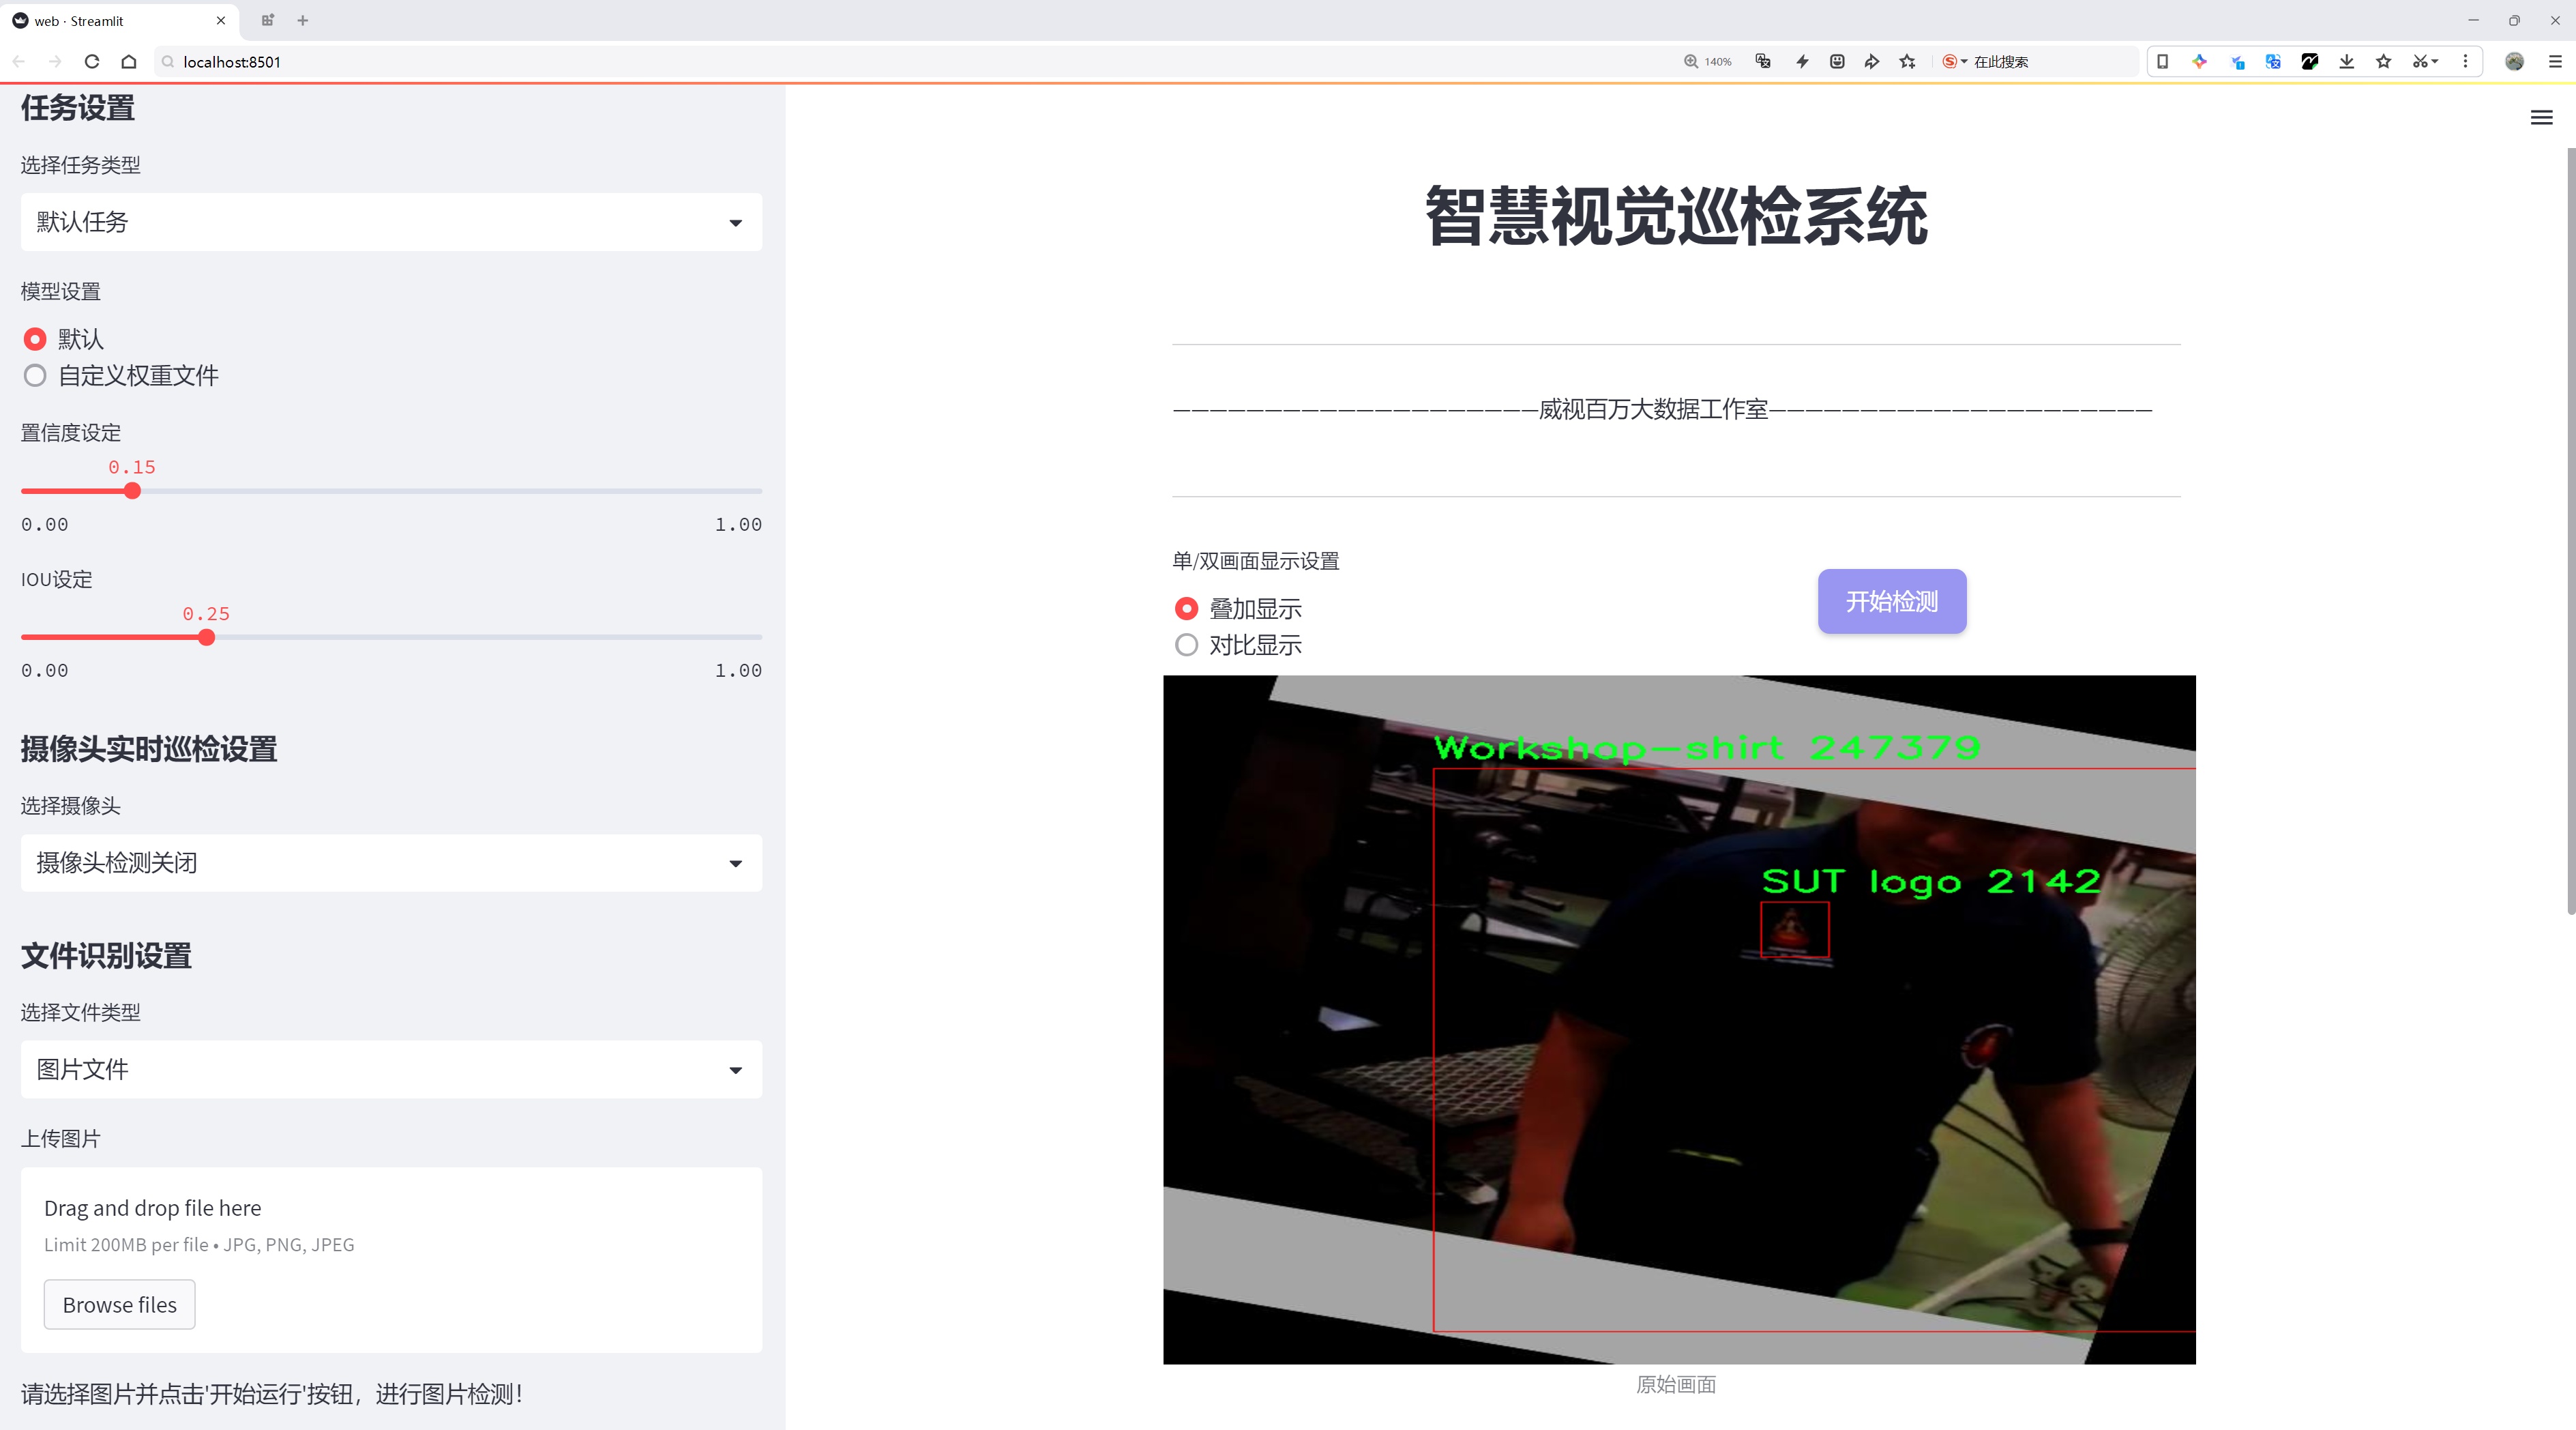 web · Streamlit
localhost:8501
140%
在此搜索
任务设置
选择任务类型
默认任务
模型设置
默认
自定义权重文件
置信度设定
0.15
0.00
1.00
IOU设定
0.25
0.00
1.00
摄像头实时巡检设置
选择摄像头
摄像头检测关闭
文件识别设置
选择文件类型
图片文件
上传图片
Drag and drop file here
Limit 200MB per file • JPG, PNG, JPEG
Browse files
请选择图片并点击'开始运行'按钮，进行图片检测！
智慧视觉巡检系统
————————————————————威视百万大数据工作室—————————————————————
单/双画面显示设置
叠加显示
对比显示
开始检测
Workshop-shirt 247379
SUT logo 2142
原始画面